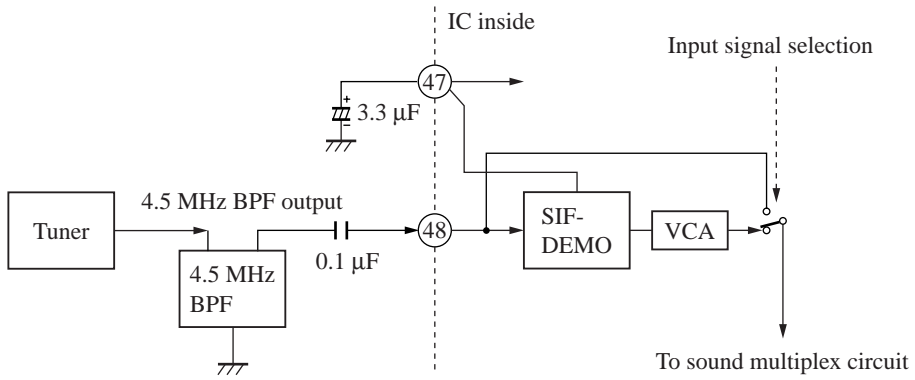 IC inside
Input signal selection
47
3.3 μF
4.5 MHz BPF output
Tuner
48
SIF-
DEMO
VCA
0.1 μF
4.5 MHz
BPF
To sound multiplex circuit